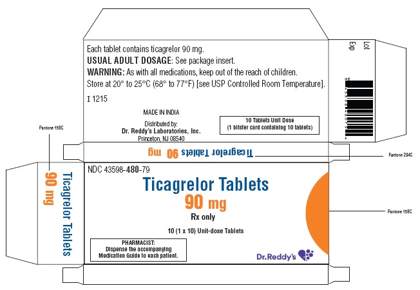 Each tablet contains ticagrelor 90 mg.
USUAL ADULT DOSAGE: See package insert.
WARNING: As with all medications, keep out of the reach of children.
Store at 20° to 25°C (68° to 77°F) [see USP Controlled Room Temperature].
I 1215
MADE IN INDIA
Distributed by:
Dr. Reddy's Laboratories, Inc.
Princeton, NJ 08540
10 Tablets Unit Dose
(1 blister card containing 10 tablets)
Lot
Exp
Pantone 158C
Ticagrelor Tablets 90 mg
Pantone 294C
Ticagrelor Tablets
90 mg
NDC 43598-480-79
Ticagrelor Tablets
90 mg
Rx only
10 (1 x 10) Unit-dose Tablets
Pantone 158C
PHARMACIST:
Dispense the accompanying
Medication Guide to each patient.
Dr.Reddy's